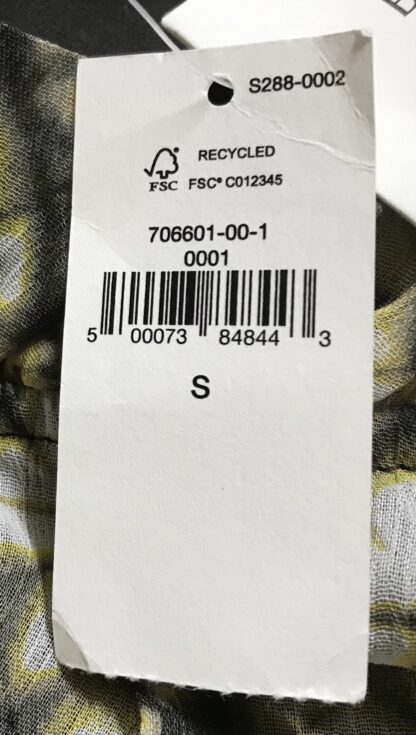 S288-0002
RECYCLED
FSC
FSC® C012345
706601-00-1
0001
5 00073 84844 3
S